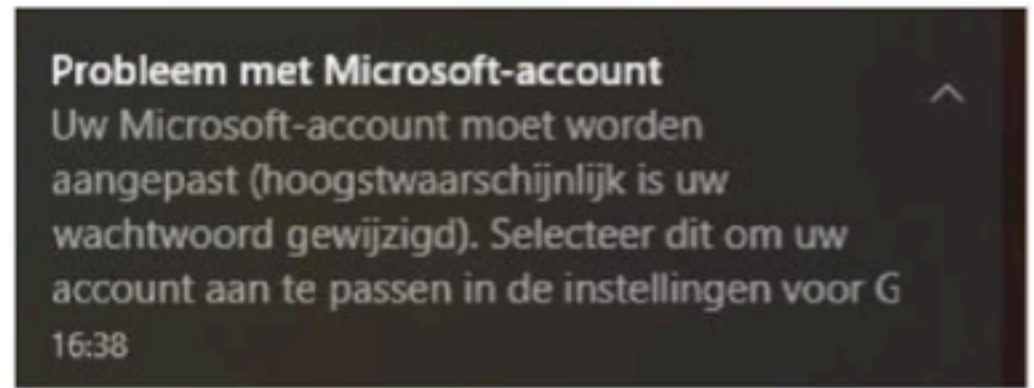 Probleem met Microsoft-account
Uw Microsoft-account moet worden
aangepast (hoogstwaarschijnlijk is uw
wachtwoord gewijzigd). Selecteer dit om uw
account aan te passen in de instellingen voor G
16:38